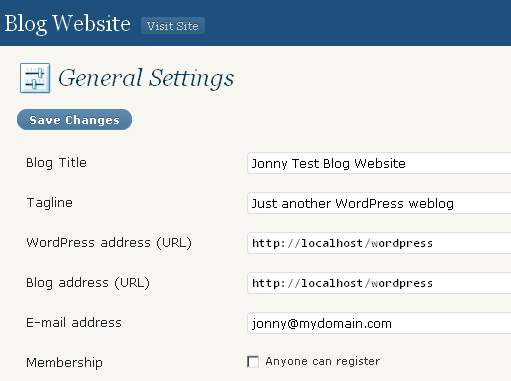 Blog Website Visit Site
General Settings
Save Changes
Blog Title Jonny Test Blog Website
Tagline Just another WordPress weblog
WordPress address (URL) http://localhost/wordpress
Blog address (URL) http://localhost/wordpress
E-mail address jonny@mydomain.com
Membership Anyone can register